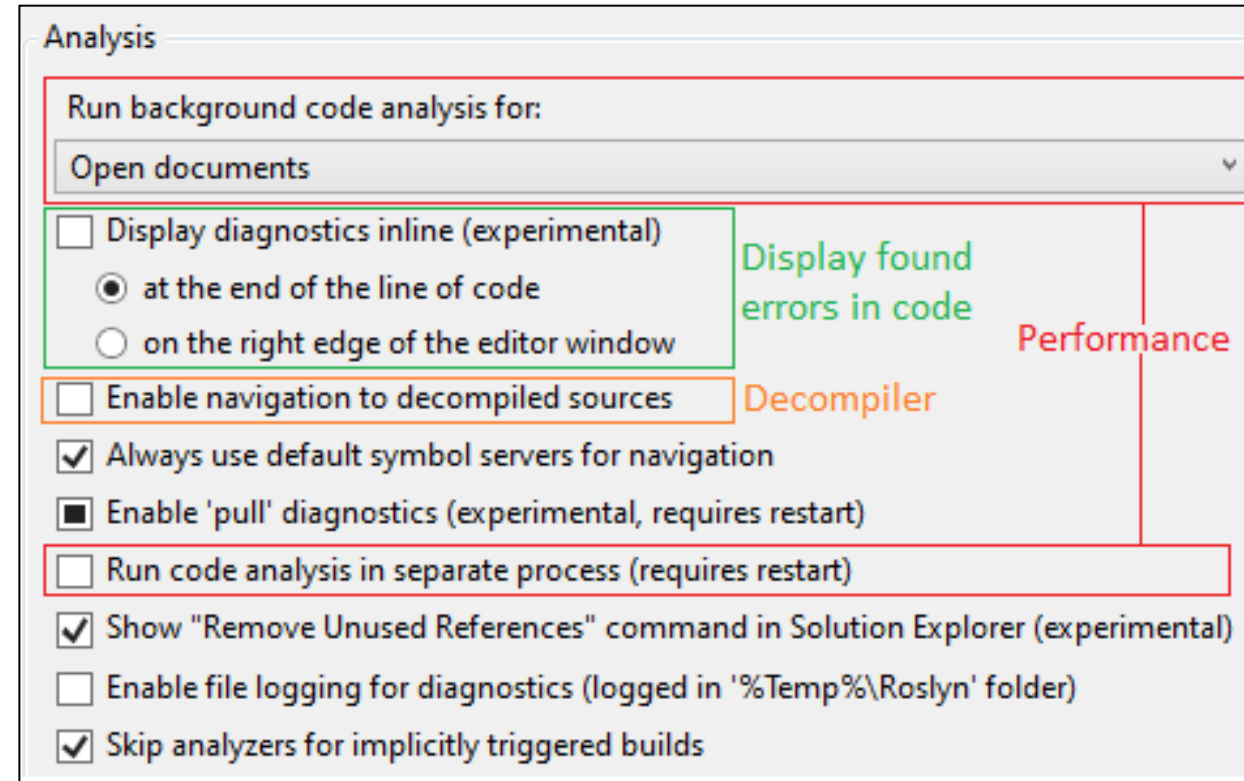 Analysis
Run background code analysis for:
Open documents
Display diagnostics inline (experimental)
at the end of the line of code
on the right edge of the editor window
Display found
errors in code
Performance
Enable navigation to decompiled sources
Decompiler
Always use default symbol servers for navigation
Enable 'pull' diagnostics (experimental, requires restart)
Run code analysis in separate process (requires restart)
Show "Remove Unused References" command in Solution Explorer (experimental)
Enable file logging for diagnostics (logged in '%Temp%\Roslyn' folder)
Skip analyzers for implicitly triggered builds